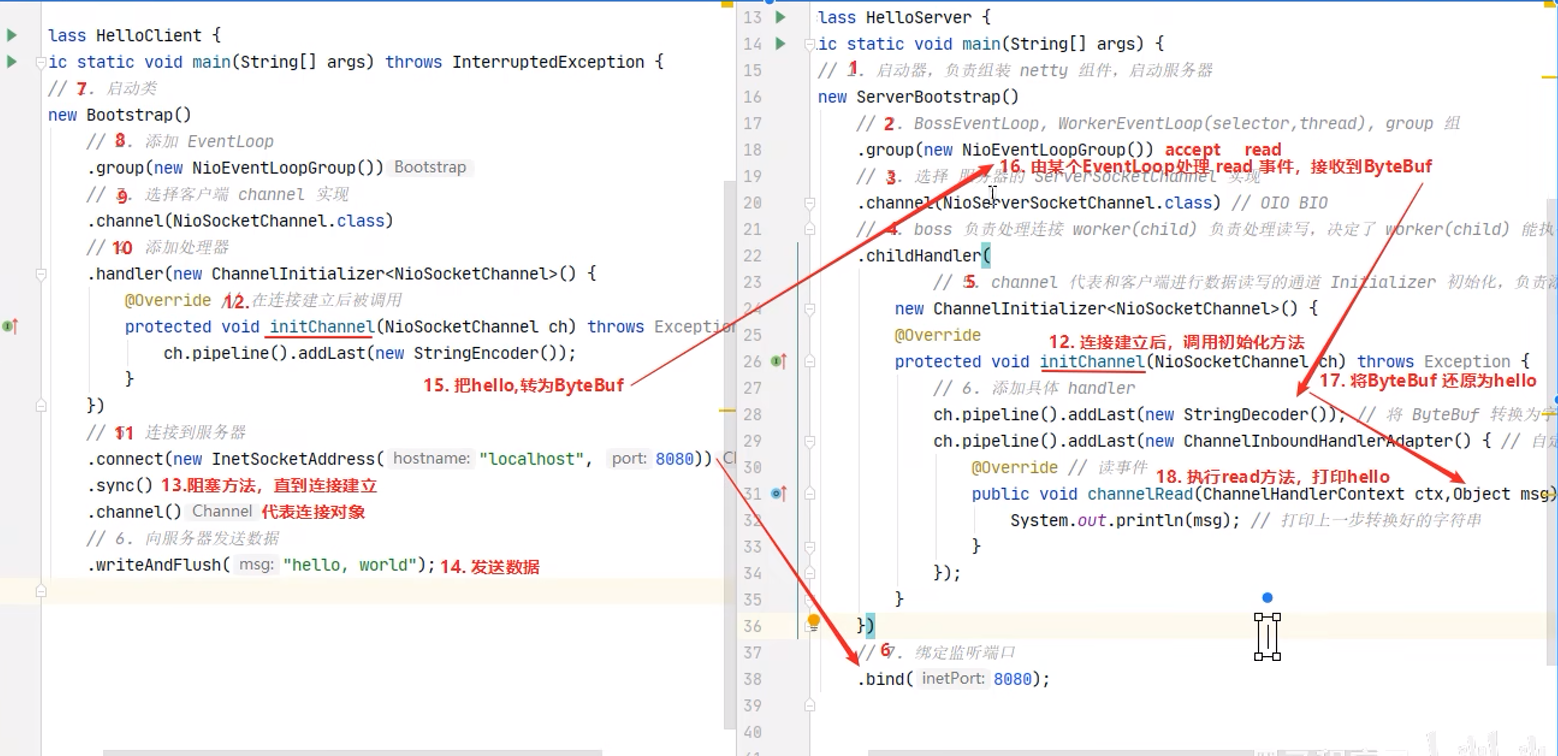 lass HelloClient {
ic static void main(String[] args) throws InterruptedException {
// 7. 启动类
new Bootstrap()
// 8. 添加 EventLoop
.group(new NioEventLoopGroup()) Bootstrap
// 9. 选择客户端 channel 实现
.channel(NioSocketChannel.class)
// 10 添加处理器
.handler(new ChannelInitializer<NioSocketChannel>() {
@Override // 12. 在连接建立后被调用
protected void initChannel(NioSocketChannel ch) throws Exceptio
ch.pipeline().addLast(new StringEncoder());
}
15. 把hello,转为ByteBuf
})
// 11 连接到服务器
.connect(new InetSocketAddress( hostname: "localhost", port: 8080))
.sync() 13.阻塞方法，直到连接建立
.channel() Channel 代表连接对象
// 6. 向服务器发送数据
.writeAndFlush( msg: "hello, world"); 14. 发送数据
13 lass HelloServer {
14 ic static void main(String[] args) {
15 // 1. 启动器，负责组装 netty 组件，启动服务器
16 new ServerBootstrap()
17 // 2. BossEventLoop, WorkerEventLoop(selector,thread), group 组
18 .group(new NioEventLoopGroup()) accept read
16. 由某个EventLoop处理 read 事件，接收到ByteBuf
19 // 3. 选择 服务器的 ServerSocketChannel 实现
20 .channel(NioServerSocketChannel.class) // OIO BIO
21 // 4. boss 负责处理连接 worker(child) 负责处理读写，决定了 worker(child) 能执
22 .childHandler(
23 // 5. channel 代表和客户端进行数据读写的通道 Initializer 初始化，负责
24 new ChannelInitializer<NioSocketChannel>() {
25 @Override
12. 连接建立后，调用初始化方法
26 protected void initChannel(NioSocketChannel ch) throws Exception {
17. 将ByteBuf 还原为hello
27 // 6. 添加具体 handler
28 ch.pipeline().addLast(new StringDecoder()); // 将 ByteBuf 转换为字
29 ch.pipeline().addLast(new ChannelInboundHandlerAdapter() { // 自
30 @Override // 读事件
18. 执行read方法，打印hello
31 public void channelRead(ChannelHandlerContext ctx,Object msg)
32 System.out.println(msg); // 打印上一步转换好的字符串
33 }
34 });
35 }
36 })
37 // 6. 绑定监听端口
38 .bind( inetPort: 8080);
39
40